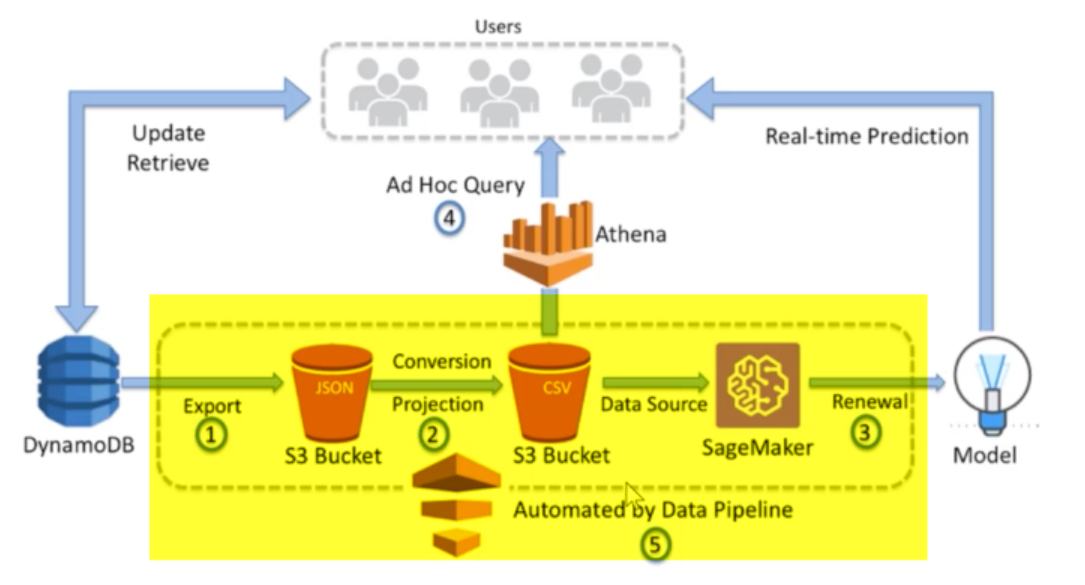 Users
Update
Retrieve
Real-time Prediction
Ad Hoc Query
4
Athena
JSON
Conversion
CSV
Export
Projection
Data Source
Renewal
1
2
3
DynamoDB
S3 Bucket
S3 Bucket
SageMaker
Model
Automated by Data Pipeline
5